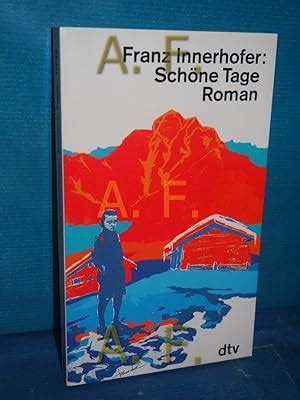 Franz Innerhofer:
Schöne Tage
Roman
A. F.
A. F.
A. F.
dtv